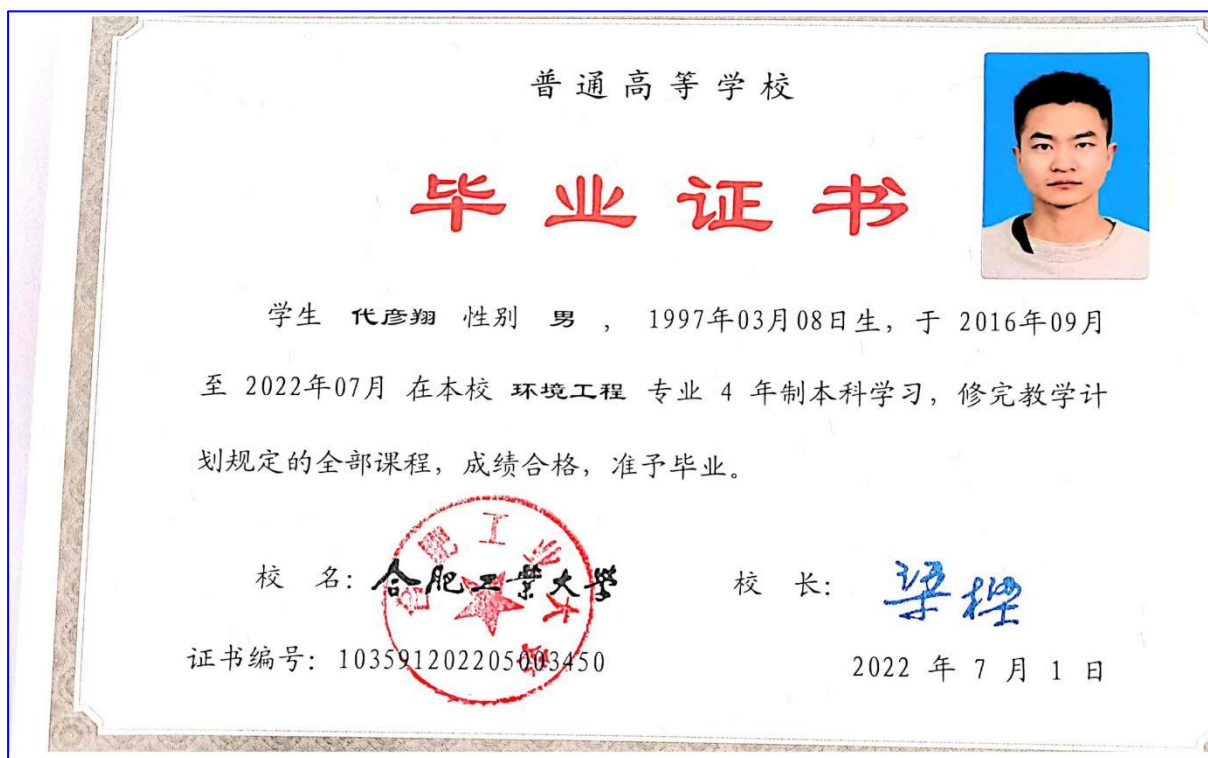 普通高等学校
毕业证书
学生 代彦翔 性别 男 ， 1997年03月08日生，于 2016年09月
至 2022年07月 在本校 环境工程 专业 4 年制本科学习，修完教学计
划规定的全部课程，成绩合格，准予毕业。
校 名：合肥工業大學
校 长：梁樑
证书编号：103591202205003450
2022 年 7 月 1 日